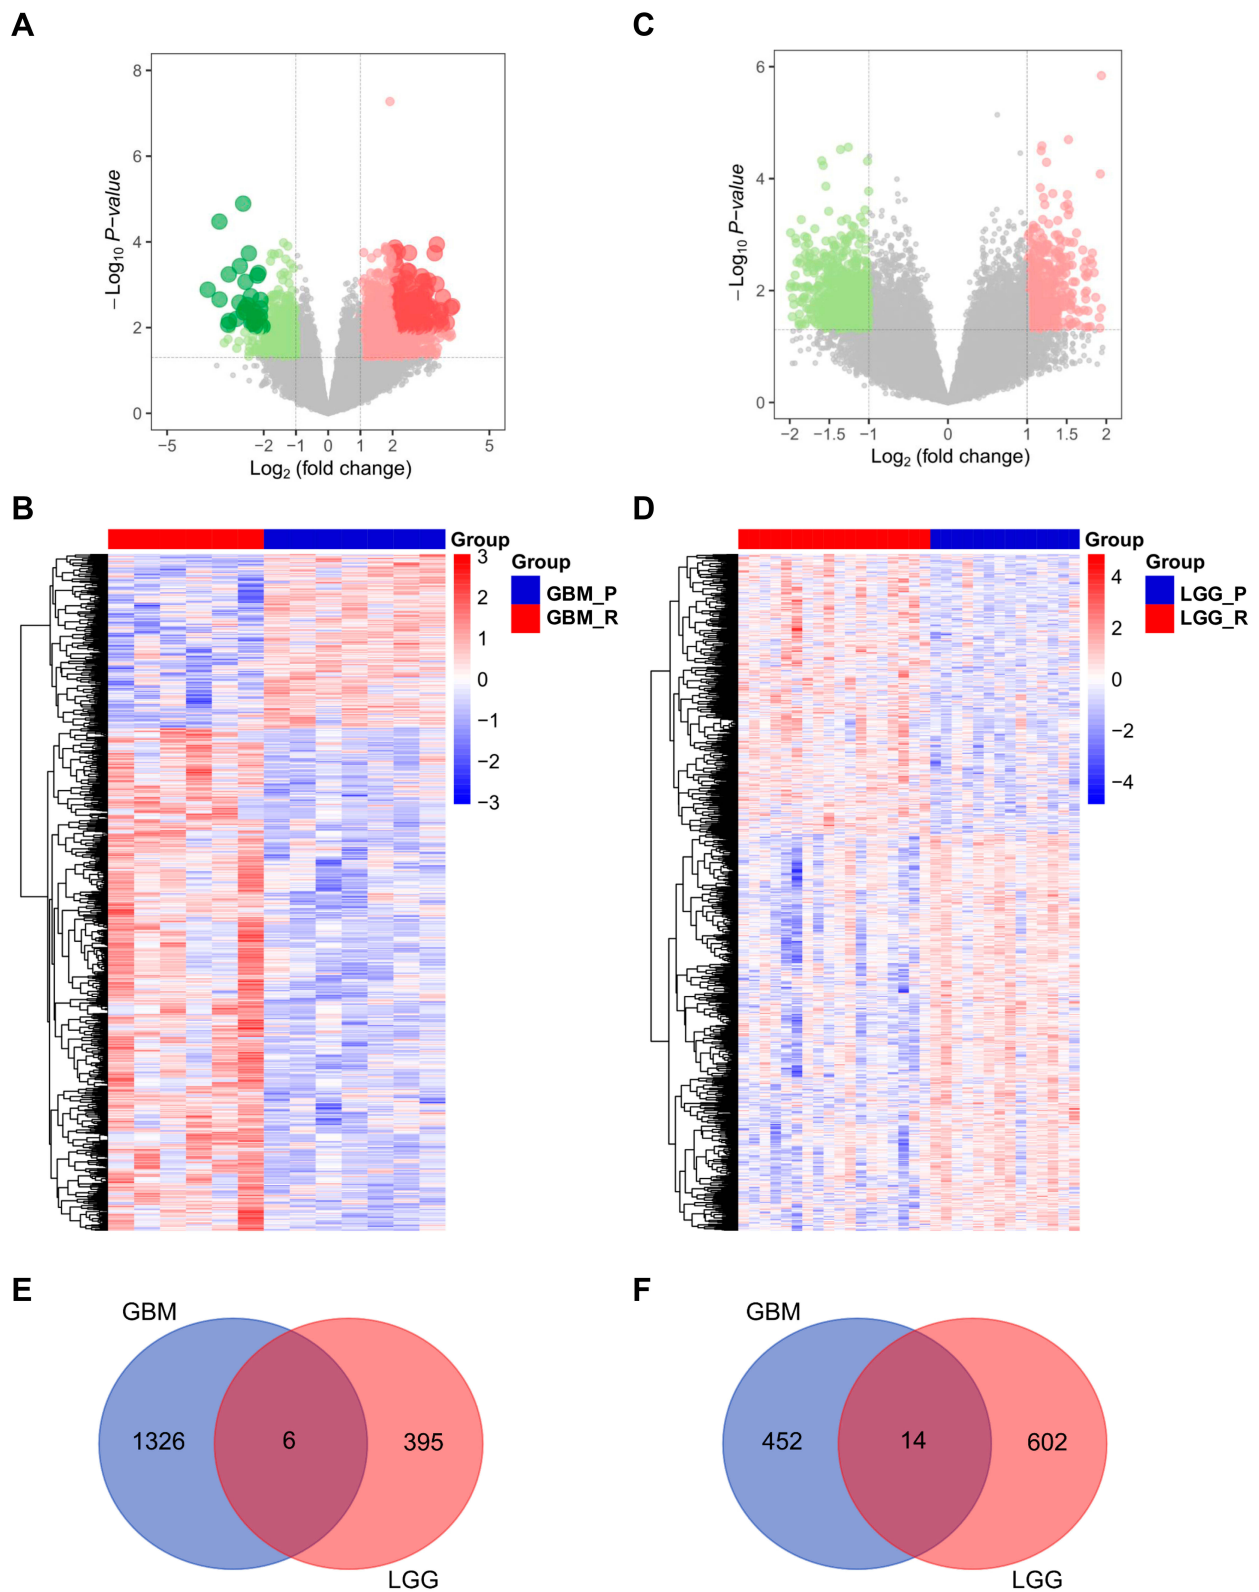 A
8
6
4
2
0
−Log10 P−value
−5
−2
−1
0
1
2
5
Log2 (fold change)
C
6
4
2
0
−Log10 P−value
−2
−1.5
−1
0
1
1.5
2
Log2 (fold change)
B
Group
3
2
1
0
−1
−2
−3
Group
GBM_P
GBM_R
D
Group
4
2
0
−2
−4
Group
LGG_P
LGG_R
E
GBM
1326
6
395
LGG
F
GBM
452
14
602
LGG